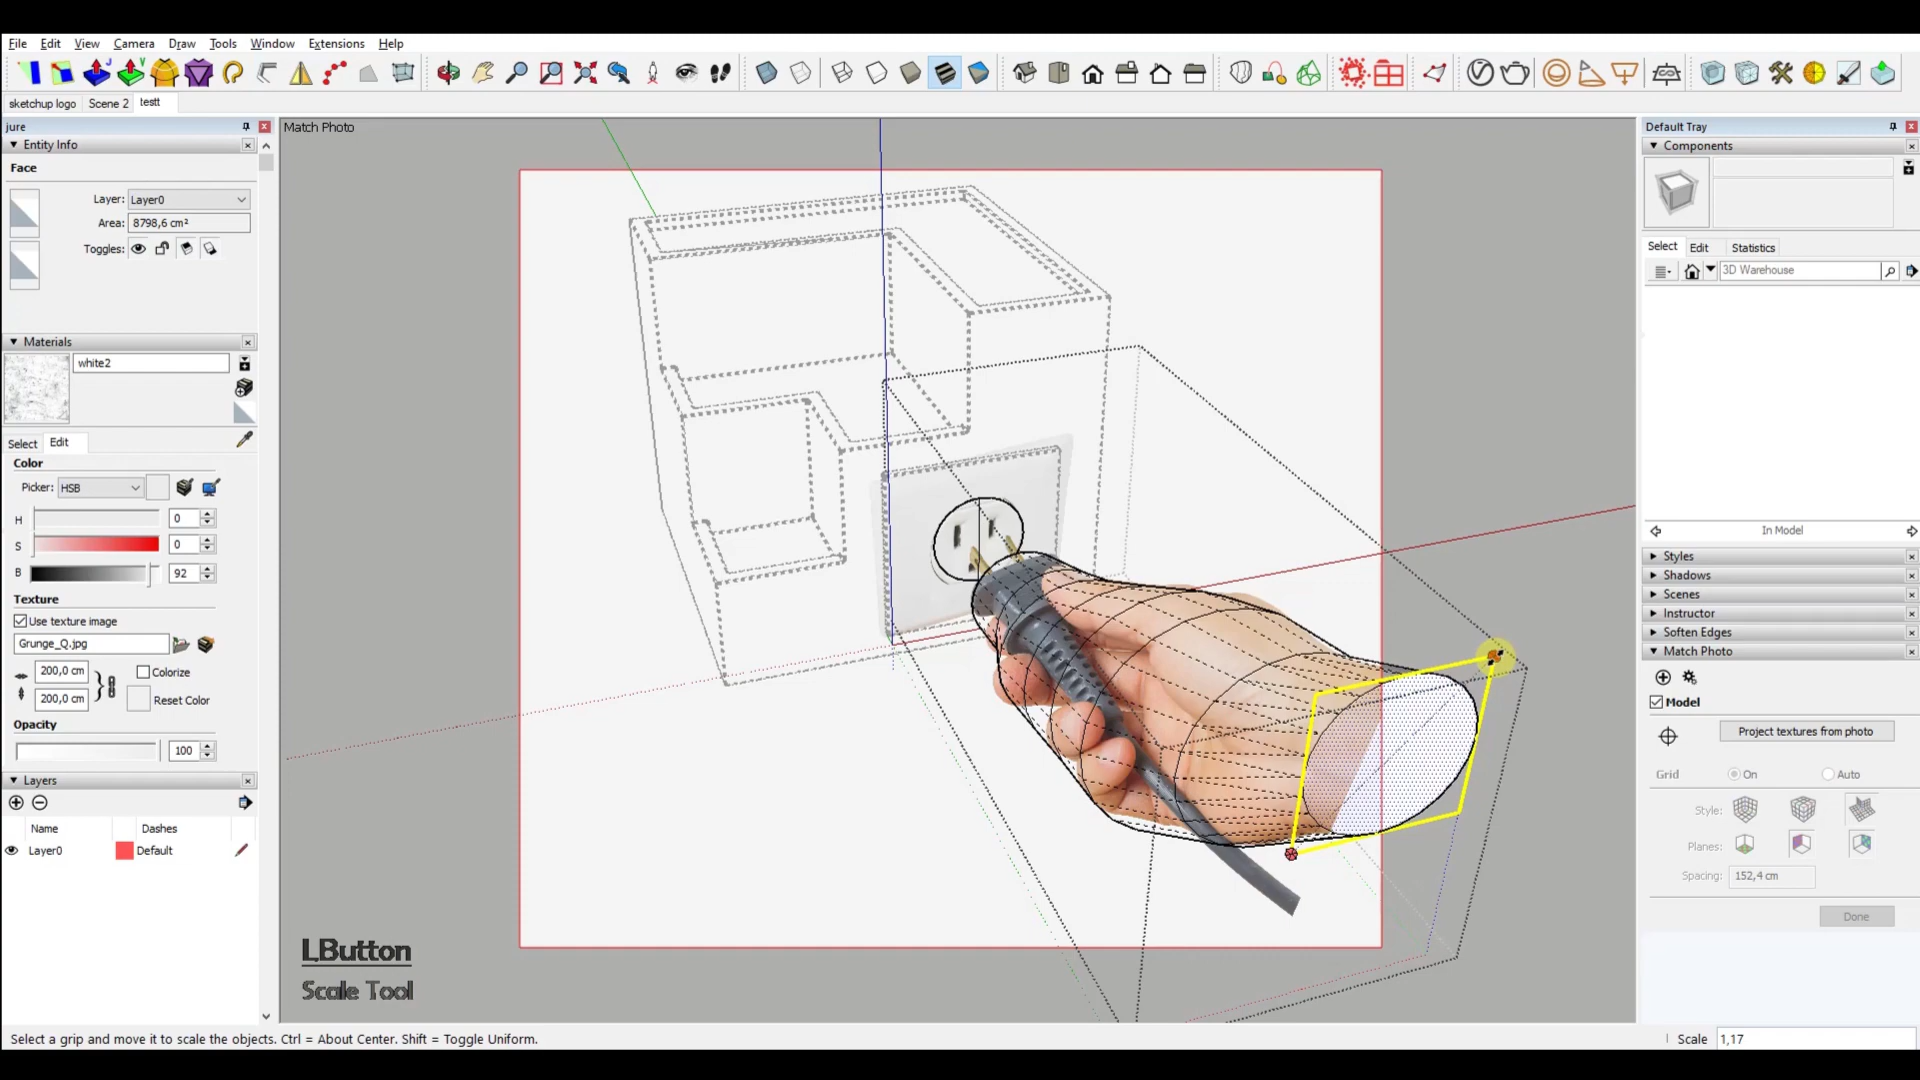 File Edit View Camera Draw Tools Window Extensions Help
sketchup logo Scene 2 testt
jure
Entity Info
Face
Layer: Layer0
Area: 8798,6 cm²
Toggles:
Materials
white2
Select Edit
Color
Picker: HSB
H 0
S 0
B 92
Texture
Use texture image
Grunge_Q.jpg
200,0 cm Colorize
200,0 cm Reset Color
Opacity
100
Layers
Name Dashes
Layer0 Default
Match Photo
LButton
Scale Tool
Default Tray
Components
Select Edit Statistics
3D Warehouse
In Model
Styles
Shadows
Scenes
Instructor
Soften Edges
Match Photo
Model
Project textures from photo
Grid On Auto
Style:
Planes:
Spacing: 152,4 cm
Done
Select a grip and move it to scale the objects. Ctrl = About Center. Shift = Toggle Uniform.
Scale 1,17